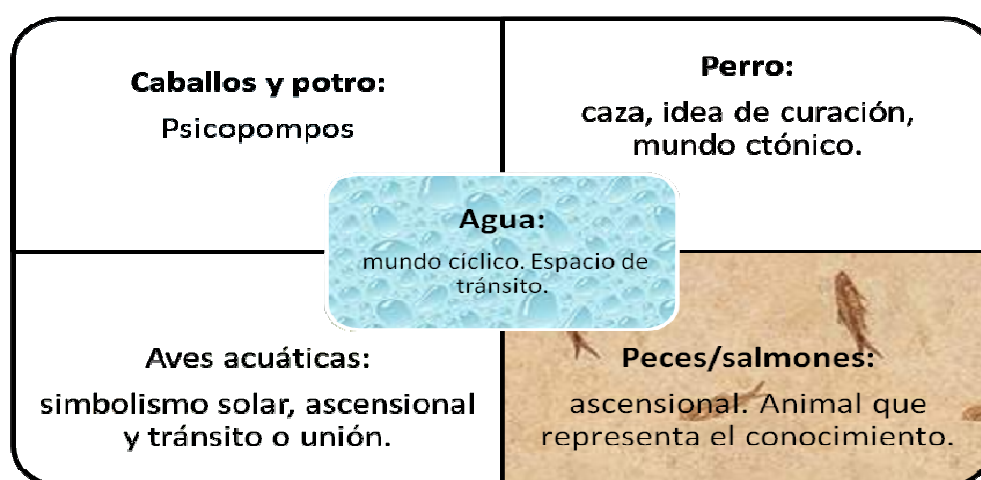 Caballos y potro:
Psicopompos
Perro:
caza, idea de curación,
mundo ctónico.
Agua:
mundo cíclico. Espacio de
tránsito.
Aves acuáticas:
simbolismo solar, ascensional
y tránsito o unión.
Peces/salmones:
ascensional. Animal que
representa el conocimiento.